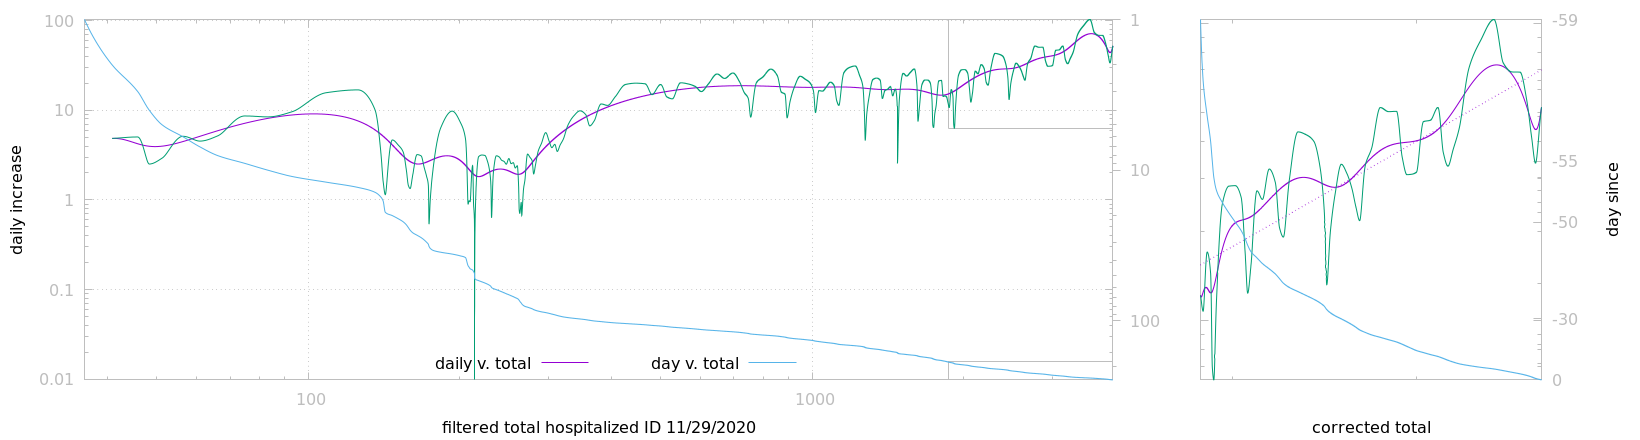 100
10
1
0.1
0.01
daily increase
100
1000
filtered total hospitalized ID 11/29/2020
daily v. total
day v. total
1
10
100
-59
-55
-50
-30
0
day since
corrected total